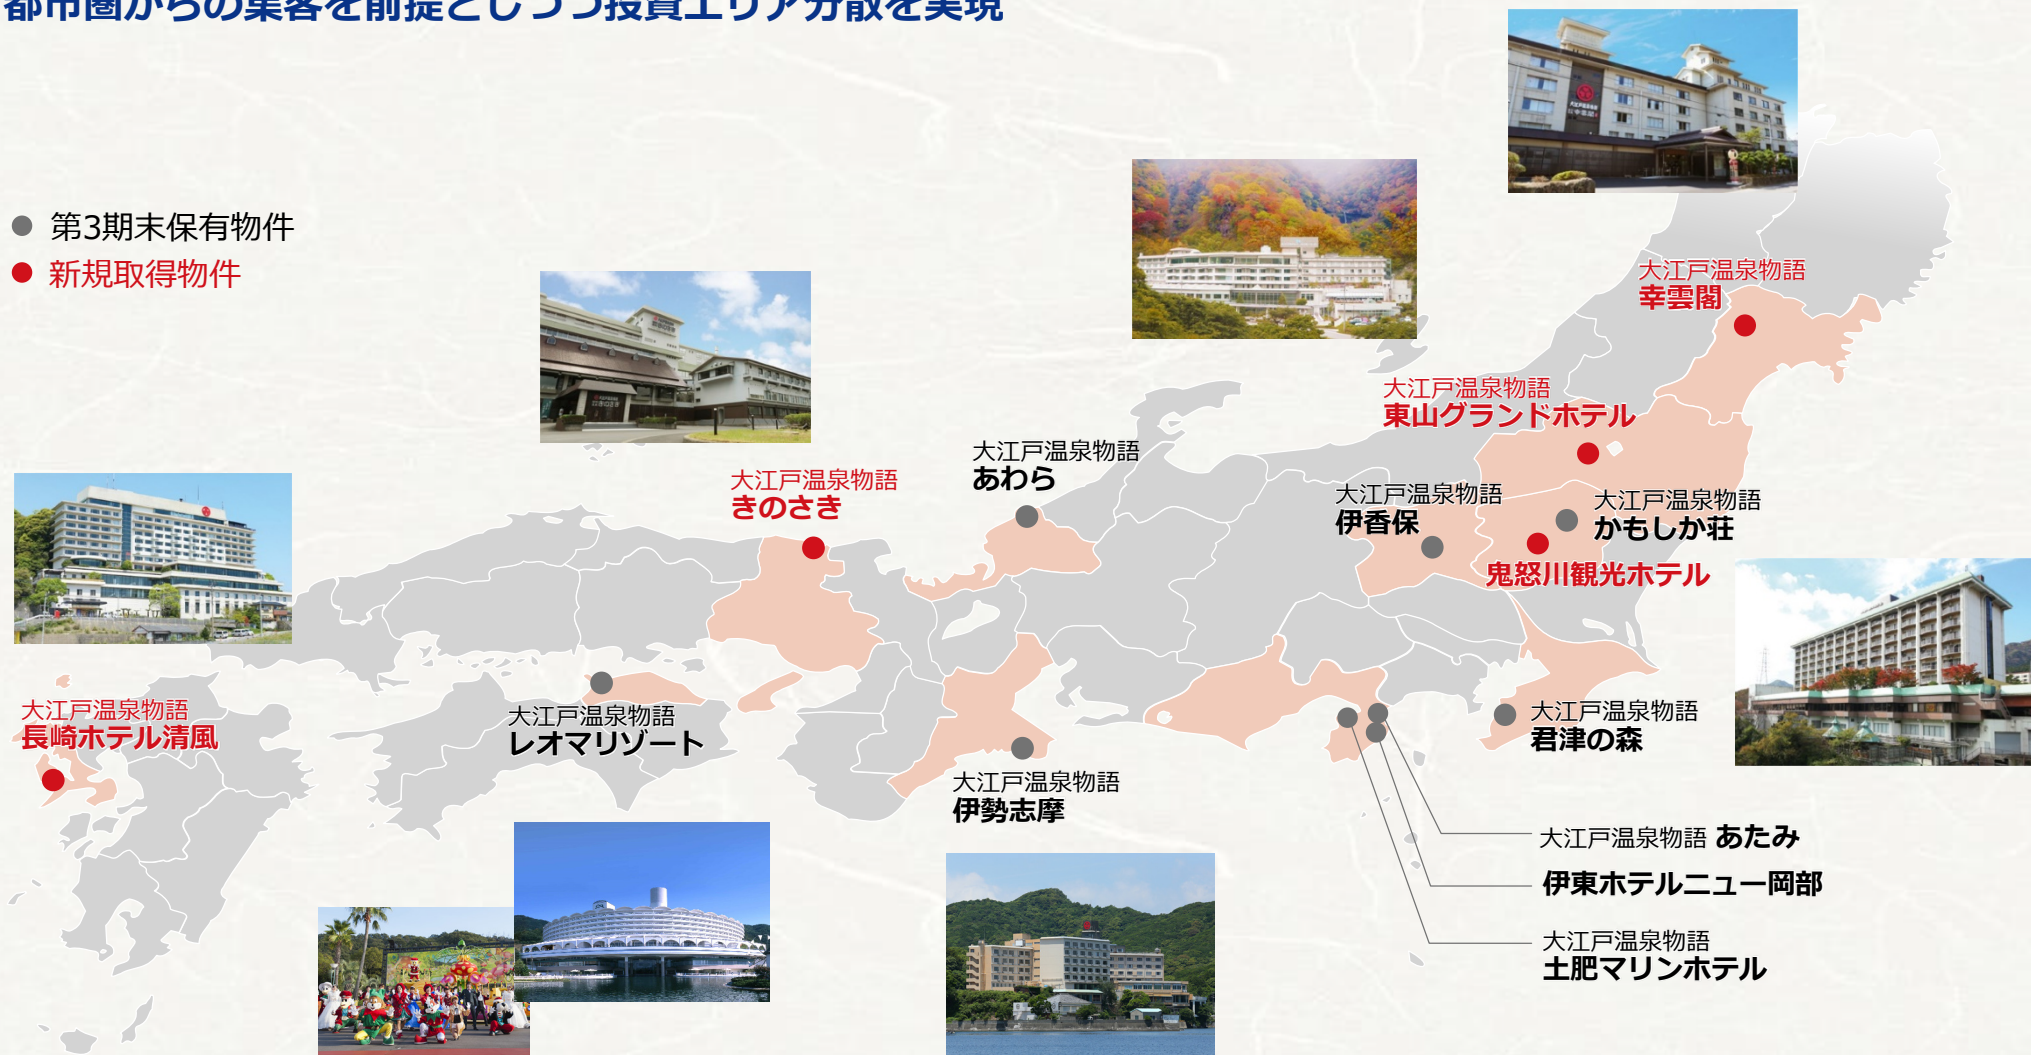 都市圏からの集客を前提としつつ投資エリア分散を実現
第3期末保有物件
新規取得物件
大江戸温泉物語
幸雲閣
大江戸温泉物語
東山グランドホテル
大江戸温泉物語
あわら
大江戸温泉物語
きのさき
大江戸温泉物語
伊香保
大江戸温泉物語
かもしか荘
鬼怒川観光ホテル
大江戸温泉物語
長崎ホテル清風
大江戸温泉物語
レオマリゾート
大江戸温泉物語
君津の森
大江戸温泉物語
伊勢志摩
大江戸温泉物語 あたみ
伊東ホテルニュー岡部
大江戸温泉物語
土肥マリンホテル